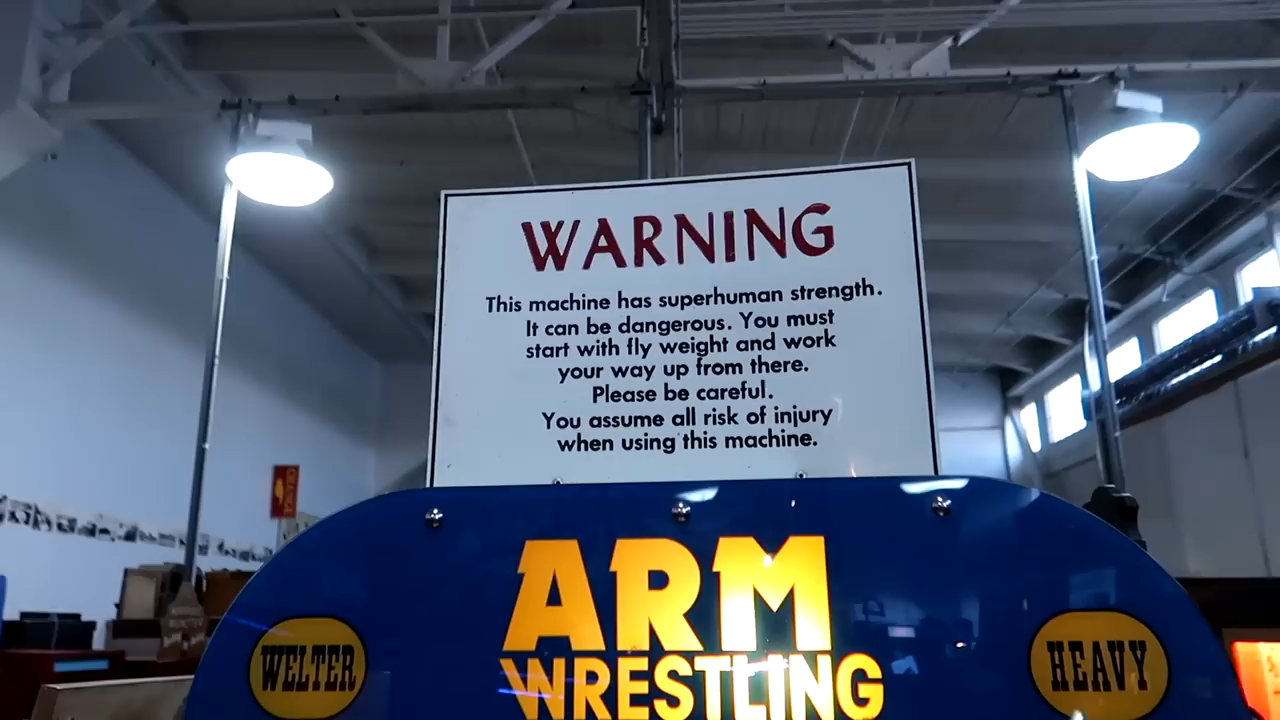 WARNING
This machine has superhuman strength.
It can be dangerous. You must
start with fly weight and work
your way up from there.
Please be careful.
You assume all risk of injury
when using this machine.
ARM
WRESTLING
WELTER
HEAVY